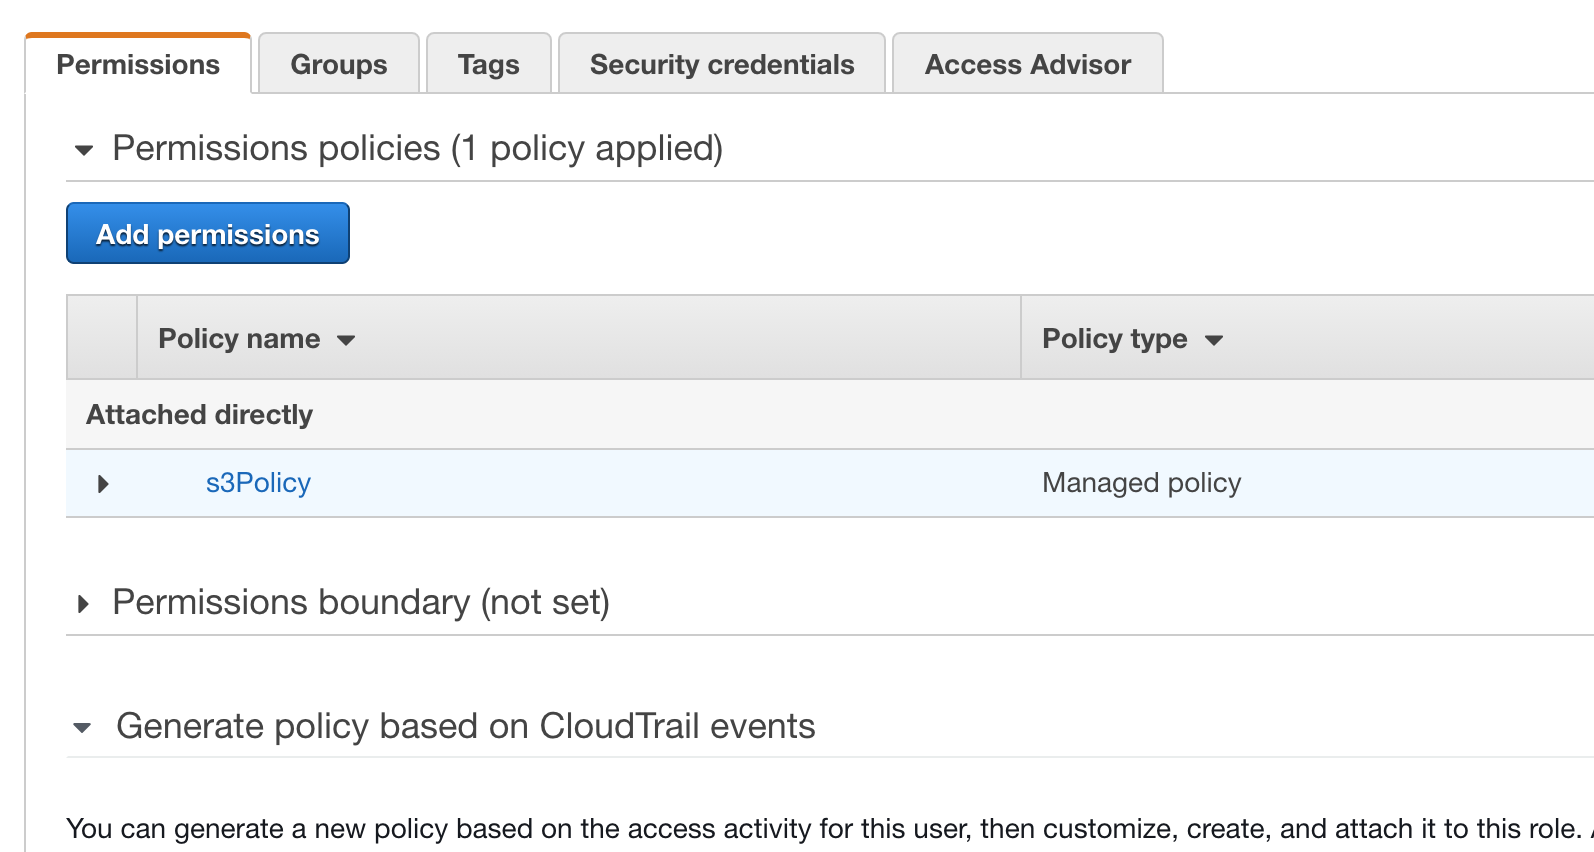 Permissions
Groups
Tags
Security credentials
Access Advisor
Permissions policies (1 policy applied)
Add permissions
Policy name
Policy type
Attached directly
s3Policy
Managed policy
Permissions boundary (not set)
Generate policy based on CloudTrail events
You can generate a new policy based on the access activity for this user, then customize, create, and attach it to this role.